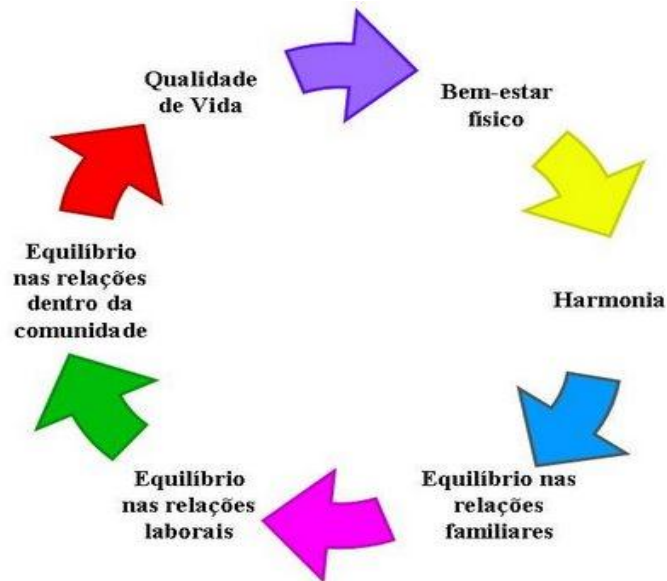 Qualidade
de Vida
Bem-estar
físico
Harmonia
Equilíbrio nas
relações
familiares
Equilíbrio
nas relações
laborais
Equilíbrio
nas relações
dentro da
comunidade